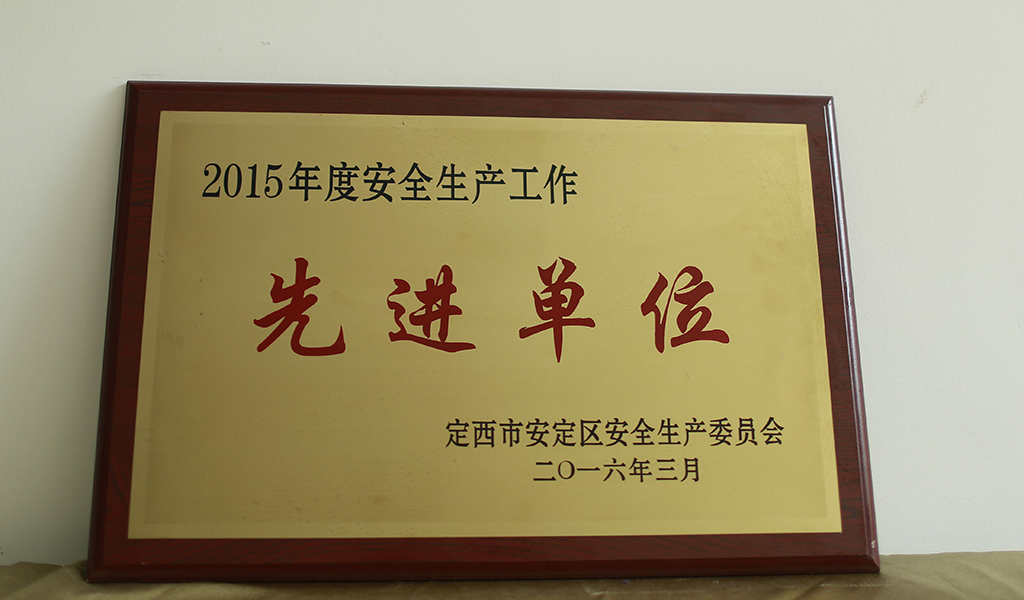 2015年度安全生产工作
先进单位
定西市安定区安全生产委员会
二〇一六年三月